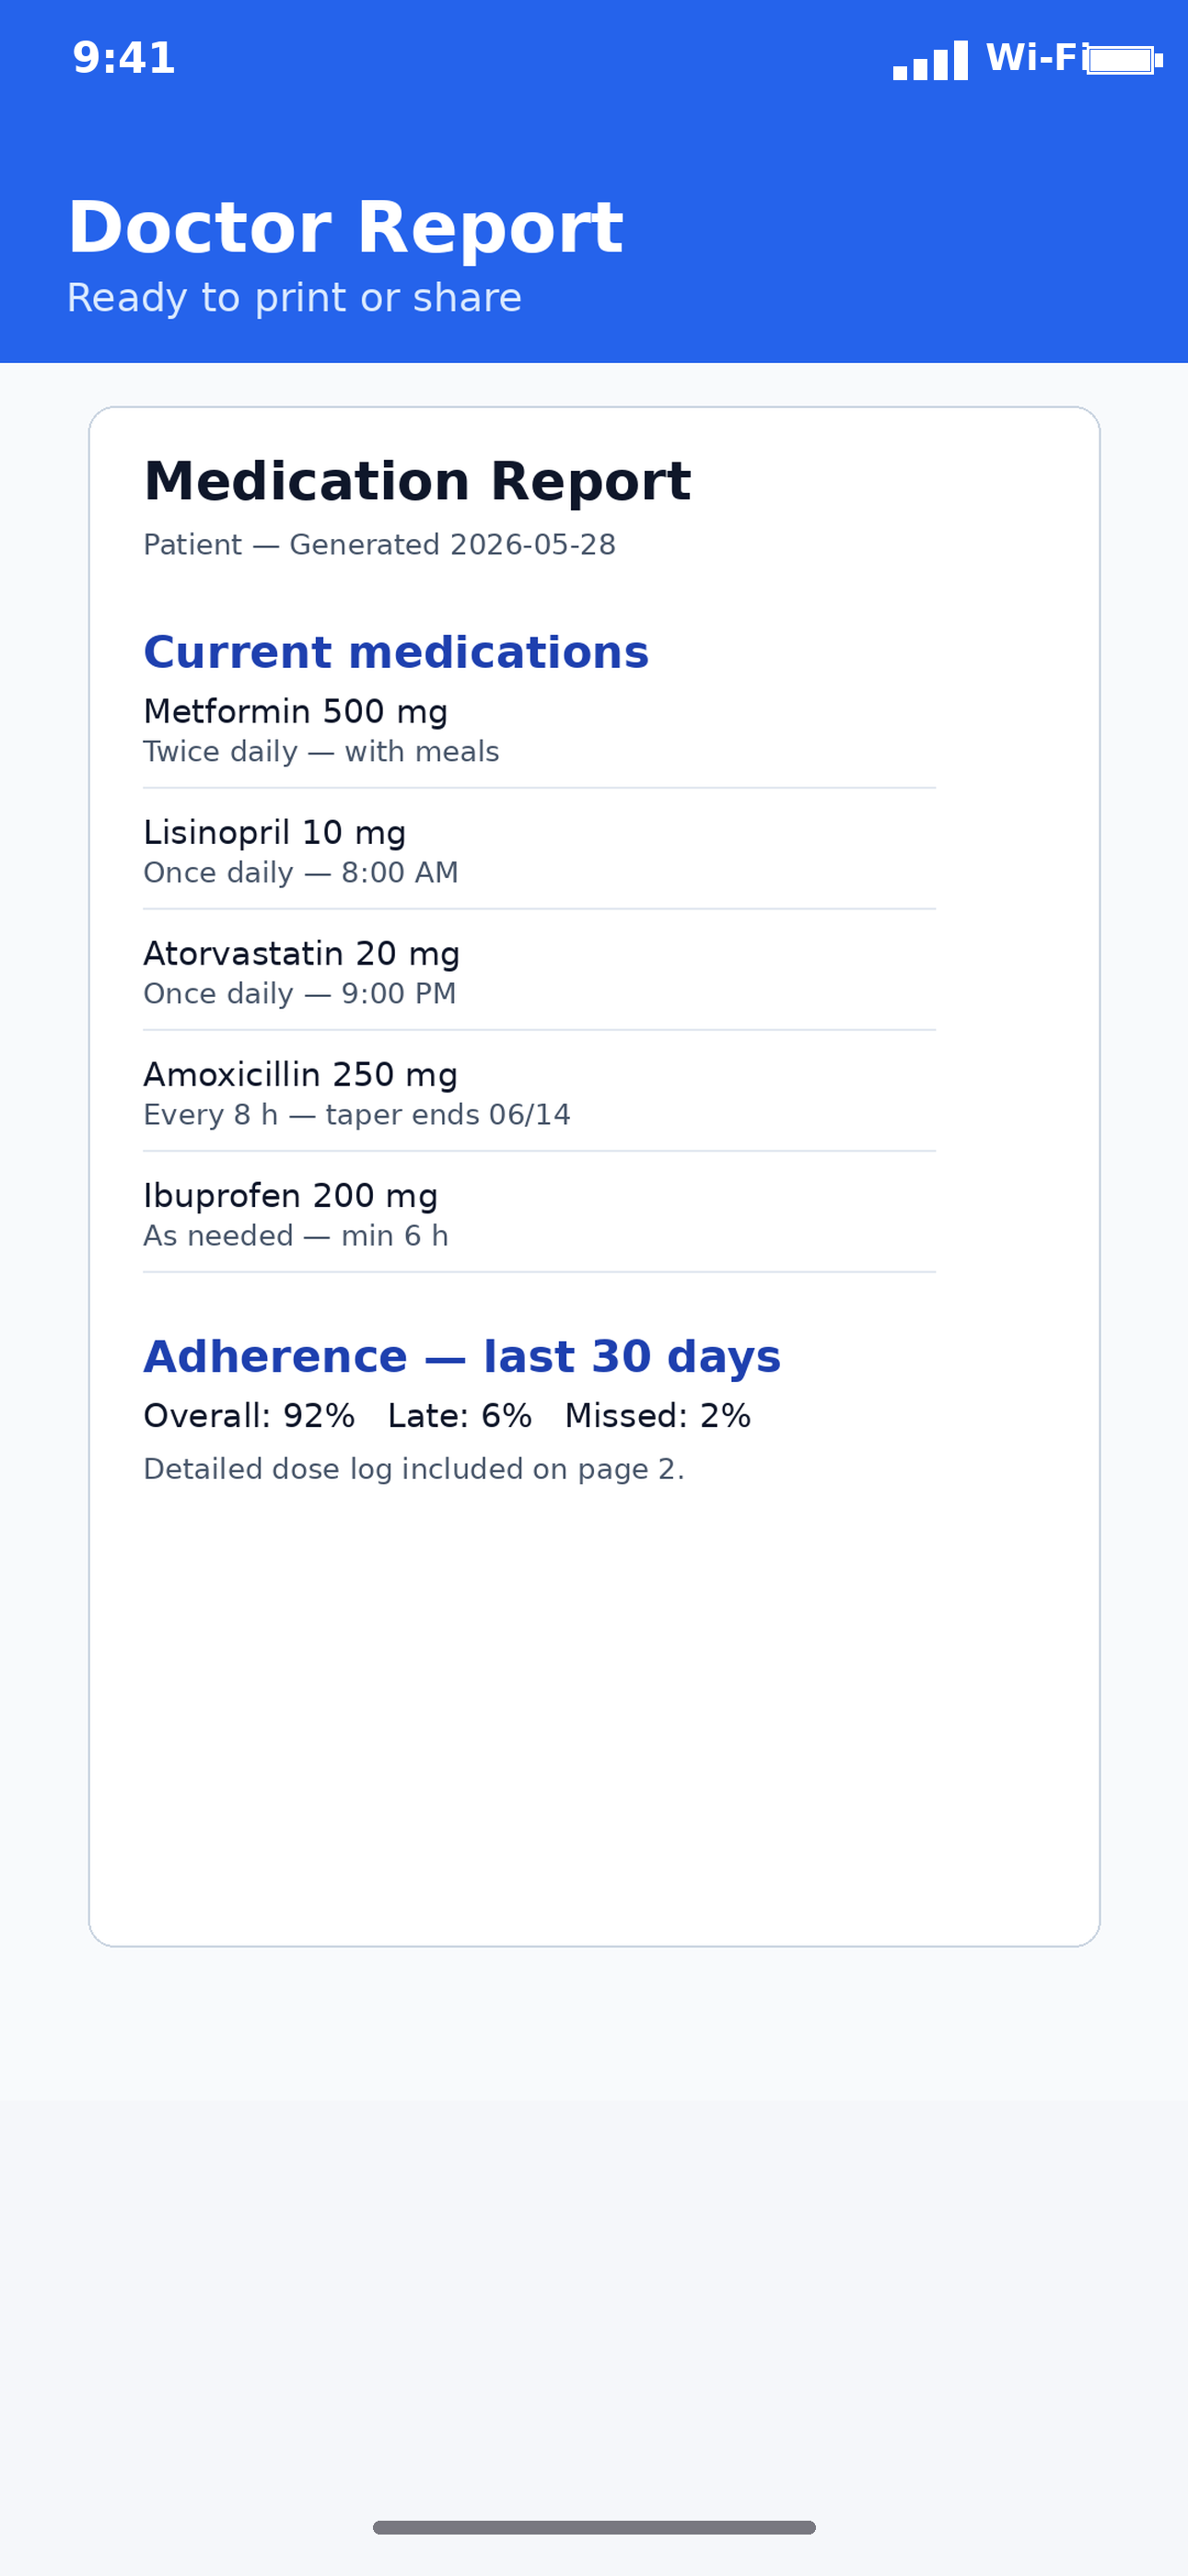 9:41 Wi-Fi
Doctor Report
Ready to print or share
Medication Report
Patient — Generated 2026-05-28
Current medications
Metformin 500 mg
Twice daily — with meals
Lisinopril 10 mg
Once daily — 8:00 AM
Atorvastatin 20 mg
Once daily — 9:00 PM
Amoxicillin 250 mg
Every 8 h — taper ends 06/14
Ibuprofen 200 mg
As needed — min 6 h
Adherence — last 30 days
Overall: 92% Late: 6% Missed: 2%
Detailed dose log included on page 2.